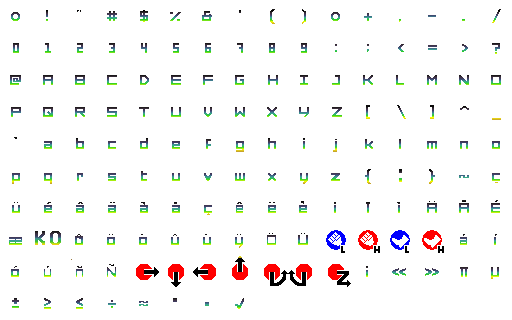 o ! " # $ % & ' ( ) o + , - . /
0 1 2 3 4 5 6 7 8 9 : ; < = > ?
@ A B C D E F G H I J K L M N O
P Q R S T U V W X Y Z [ \ ] ^ _
` a b c d e f g h i j k l m n o
p q r s t u v w x y z { : } ~ ç
ü é â ä à å ç ê ë è ï î ì Ä Â É
æ KO ô ö ò û ù ÿ Ö Ü L H L H á í
ó ú ñ Ñ Z ¡ « » π μ
± ≥ ≤ ÷ ≈ √